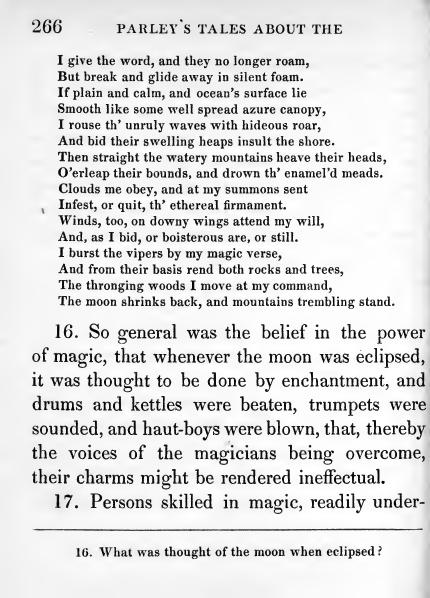 266 PARLEY'S TALES ABOUT THE
I give the word, and they no longer roam,
But break and glide away in silent foam.
If plain and calm, and ocean's surface lie
Smooth like some well spread azure canopy,
I rouse th' unruly waves with hideous roar,
And bid their swelling heaps insult the shore.
Then straight the watery mountains heave their heads,
O'erleap their bounds, and drown th' enamel'd meads.
Clouds me obey, and at my summons sent
Infest, or quit, th' ethereal firmament.
Winds, too, on downy wings attend my will,
And, as I bid, or boisterous are, or still.
I burst the vipers by my magic verse,
And from their basis rend both rocks and trees,
The thronging woods I move at my command,
The moon shrinks back, and mountains trembling stand.
16. So general was the belief in the power
of magic, that whenever the moon was eclipsed,
it was thought to be done by enchantment, and
drums and kettles were beaten, trumpets were
sounded, and haut-boys were blown, that, thereby
the voices of the magicians being overcome,
their charms might be rendered ineffectual.
17. Persons skilled in magic, readily under-
16. What was thought of the moon when eclipsed?